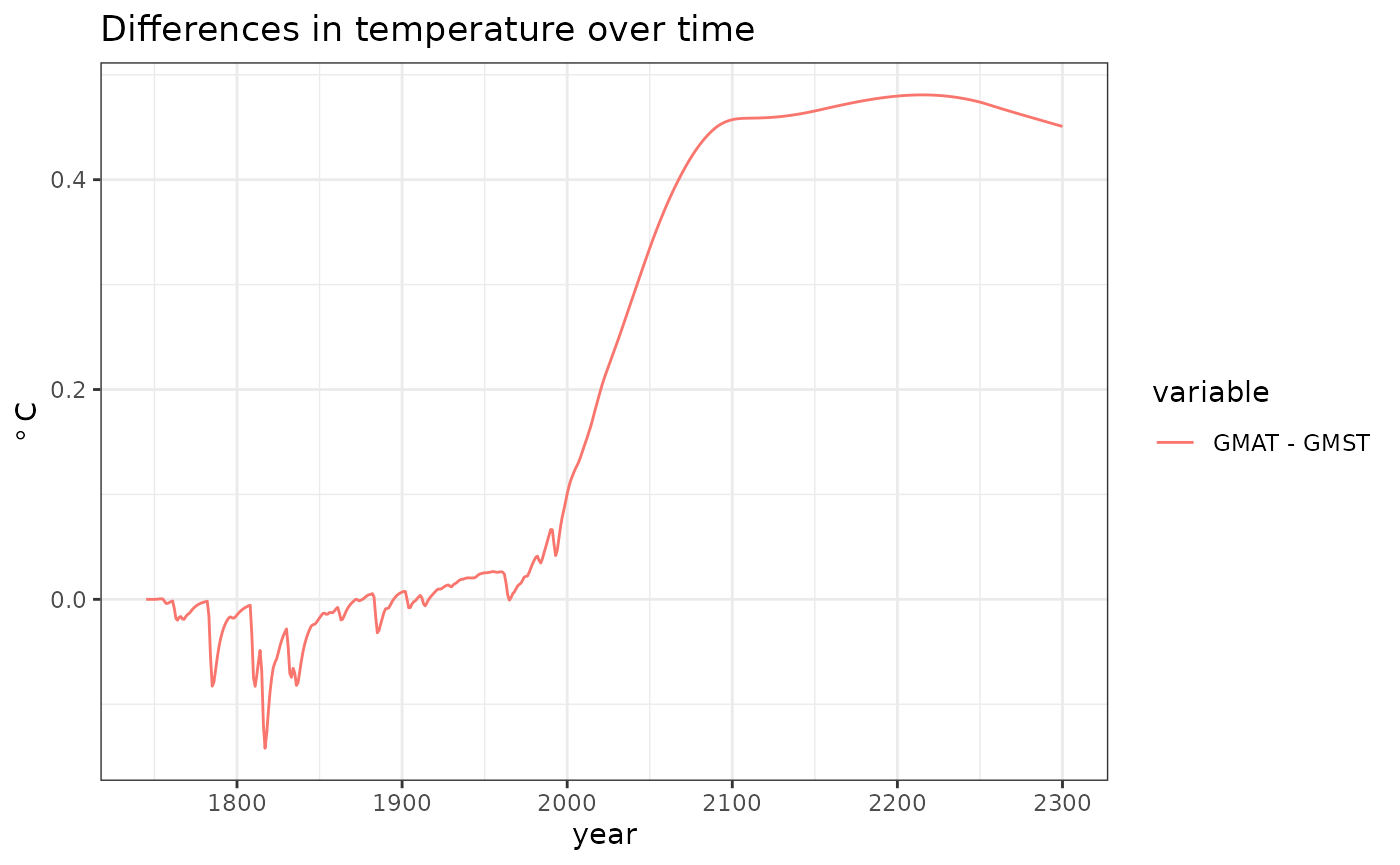 Differences in temperature over time
°C
0.4
0.2
0.0
1800 1900 2000 2100 2200 2300
year
variable
GMAT - GMST